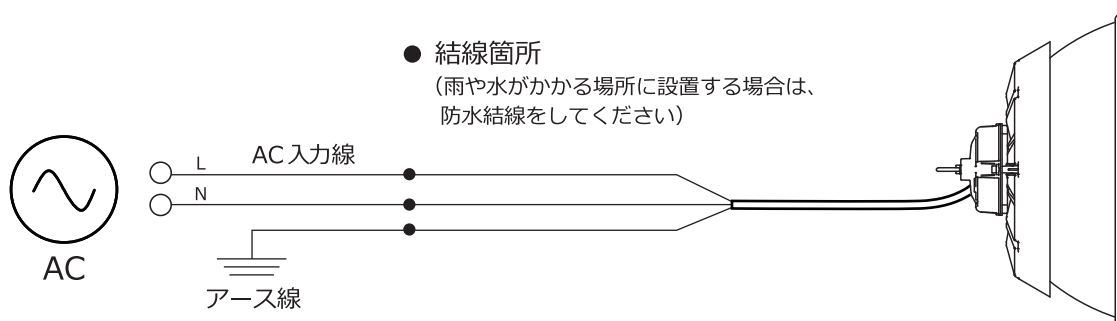 ● 結線箇所
（雨や水がかかる場所に設置する場合は、
防水結線をしてください）
L
AC入力線
N
AC
アース線